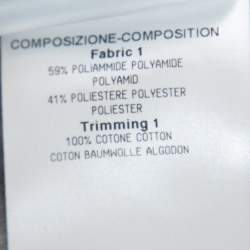 COMPOSIZIONE-COMPOSITION
Fabric 1
59% POLIAMMIDE POLYAMIDE
POLYAMID
41% POLIESTERE POLYESTER
POLIESTER
Trimming 1
100% COTONE COTTON
COTON BAUMWOLLE ALGODON